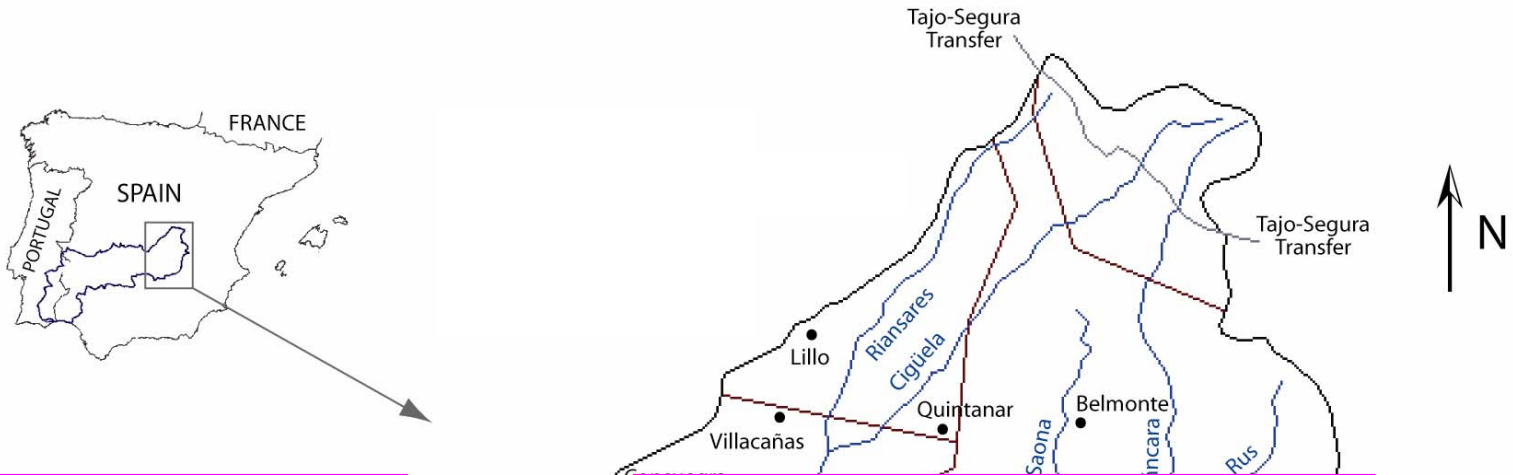 Tajo-Segura
Transfer
FRANCE
SPAIN
PORTUGAL
Tajo-Segura
Transfer
N
Riansares
Cigüela
Lillo
Quintanar
Belmonte
Villacañas
Saona
Rus